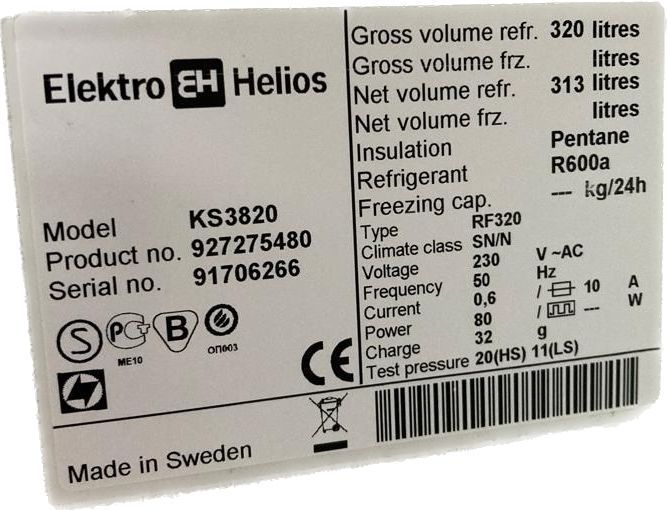 Elektro EH Helios
Model KS3820
Product no. 927275480
Serial no. 91706266
S PC B
ME10 ОП003
CE
Made in Sweden
Gross volume refr. 320 litres
Gross volume frz. litres
Net volume refr. 313 litres
Net volume frz. litres
Insulation Pentane
Refrigerant R600a
Freezing cap. --- kg/24h
Type RF320
Climate class SN/N
Voltage 230 V ~AC
Frequency 50 Hz
Current 0,6 / 10 A
Power 80 / --- W
Charge 32 g
Test pressure 20(HS) 11(LS)